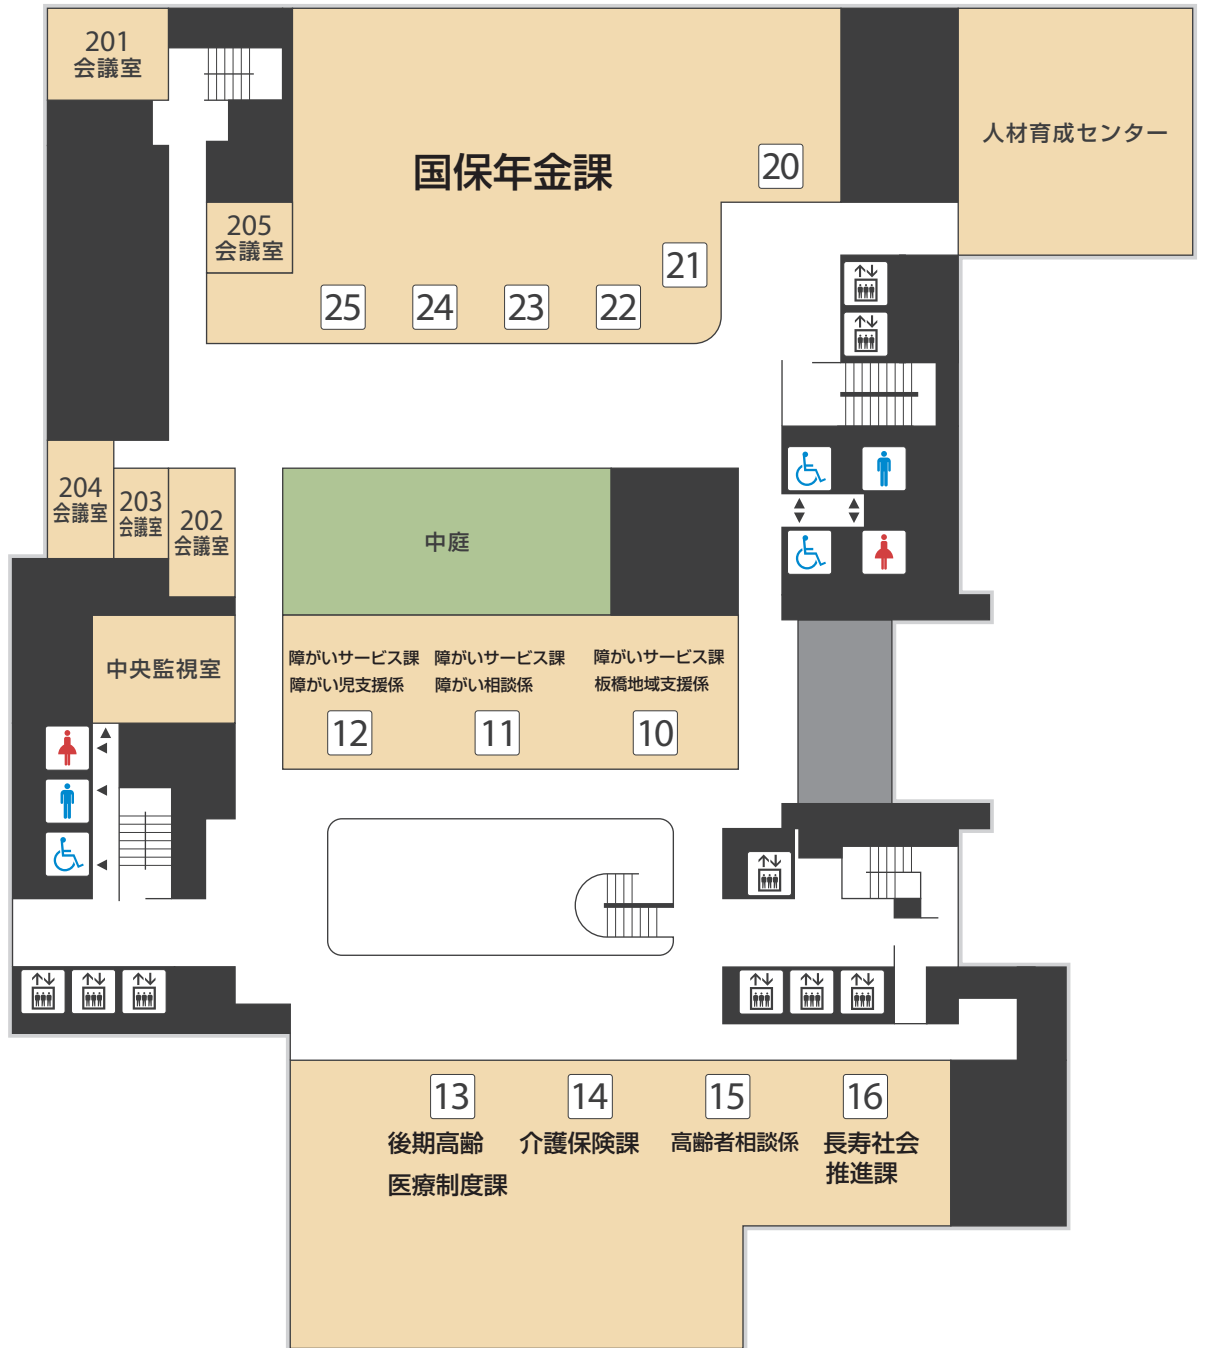 201
会議室
国保年金課
20
人材育成センター
205
会議室
21
25
24
23
22
204
会議室
203
会議室
202
会議室
中庭
中央監視室
障がいサービス課
障がい児支援係
12
障がいサービス課
障がい相談係
11
障がいサービス課
板橋地域支援係
10
13
後期高齢
医療制度課
14
介護保険課
15
高齢者相談係
16
長寿社会
推進課